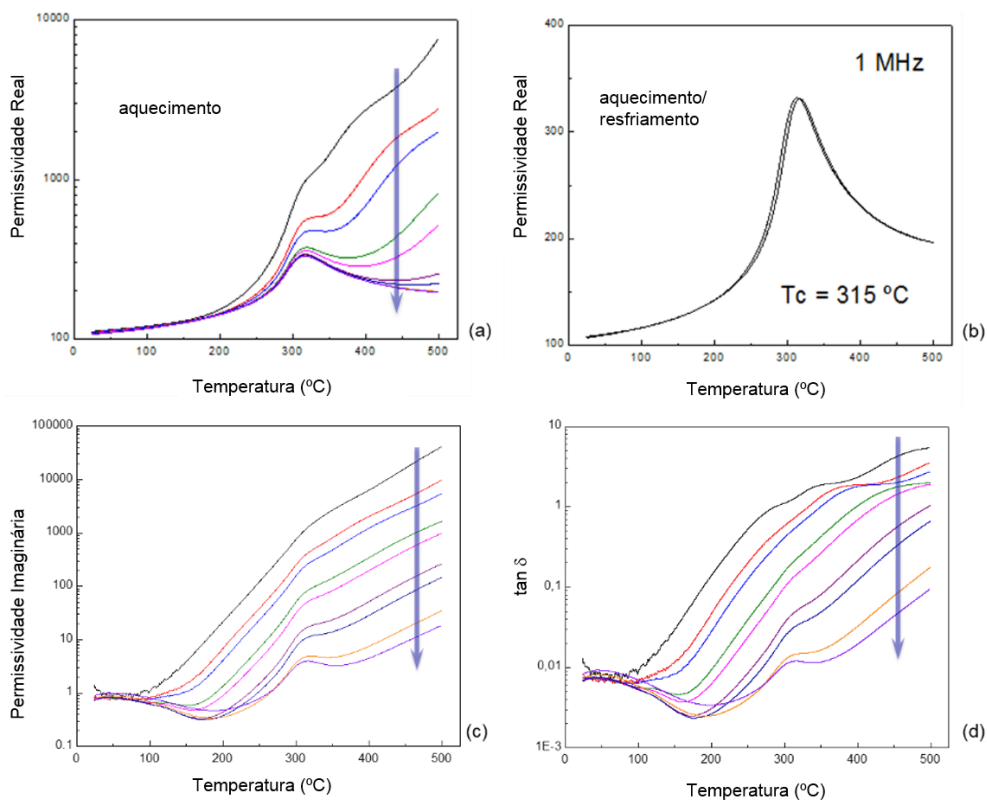 10000
1000
100
Permissividade Real
aquecimento
0
100
200
300
400
500
Temperatura (ºC)
(a)
400
300
200
100
Permissividade Real
1 MHz
aquecimento/
resfriamento
Tc = 315 ºC
0
100
200
300
400
500
Temperatura (ºC)
(b)
100000
10000
1000
100
10
1
0.1
Permissividade Imaginária
0
100
200
300
400
500
Temperatura (ºC)
(c)
10
1
0,1
0,01
1E-3
tan δ
0
100
200
300
400
500
Temperatura (ºC)
(d)